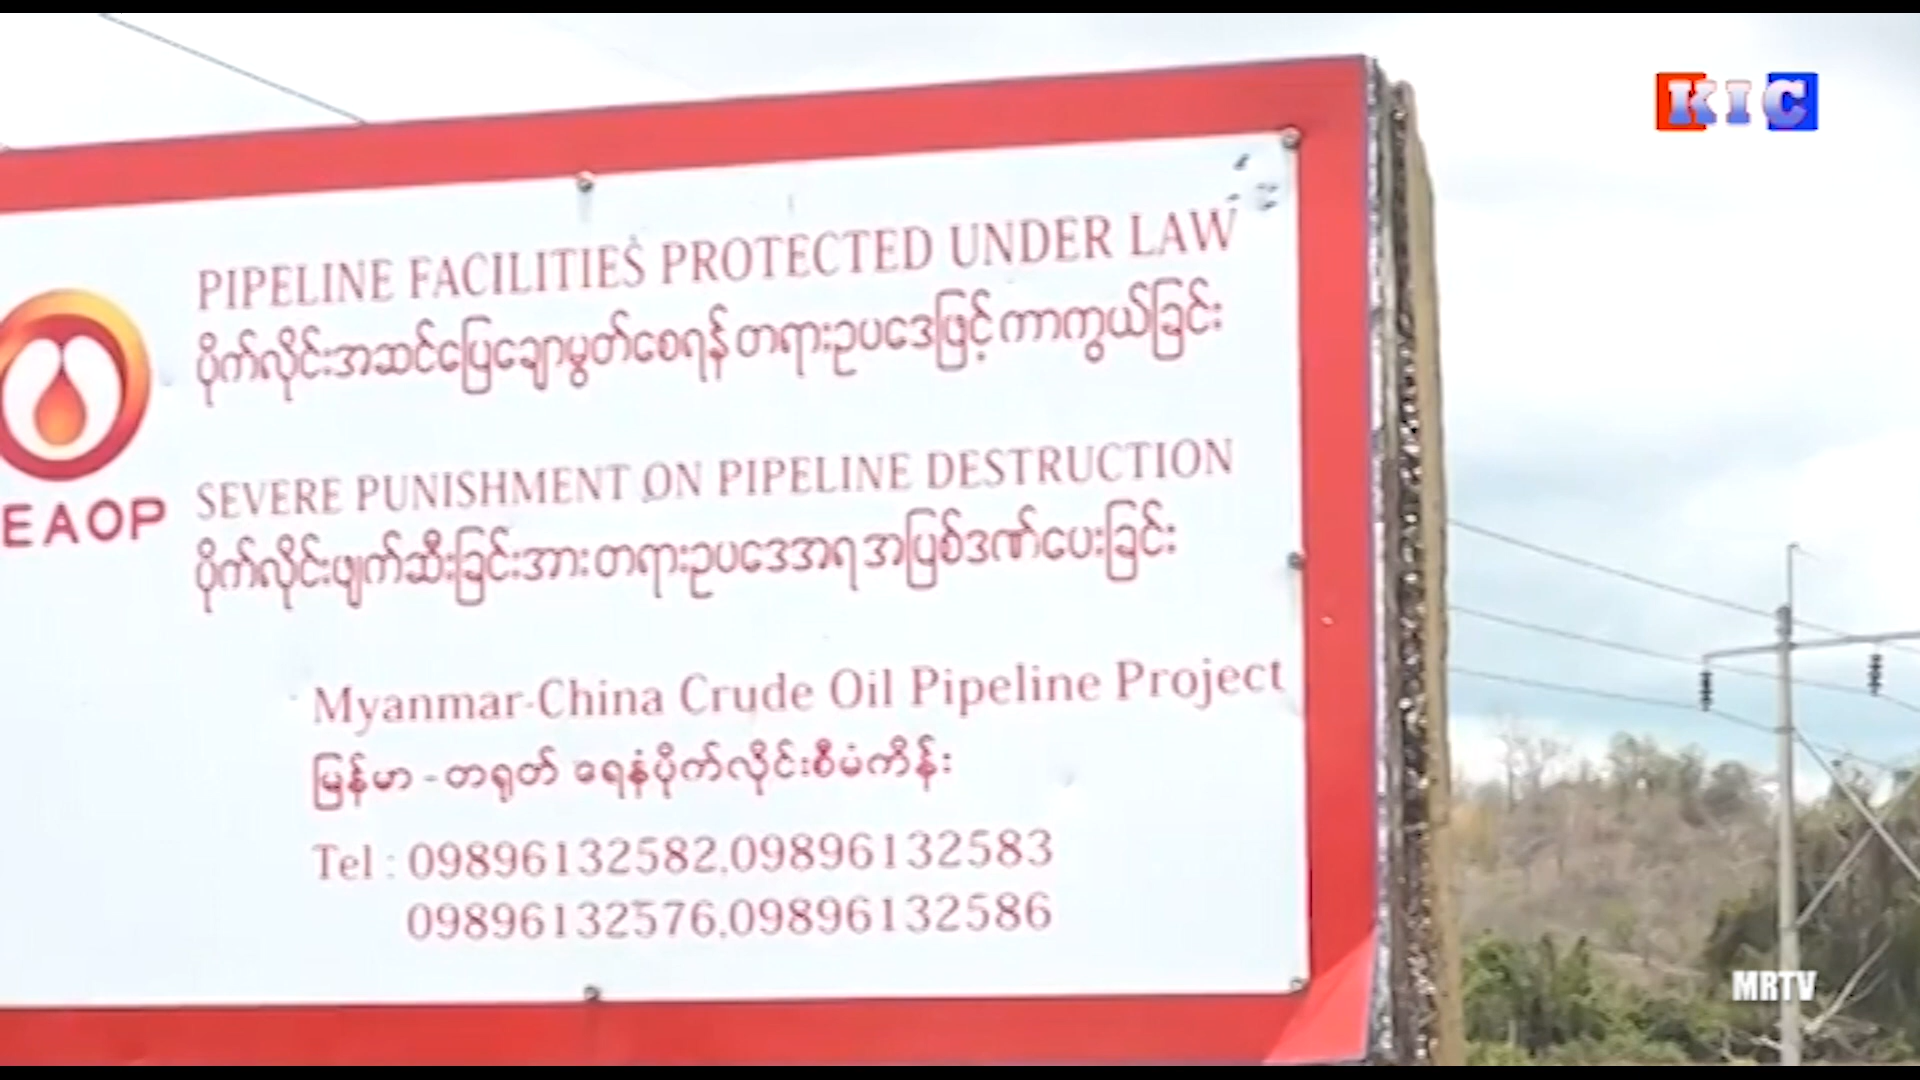 KIC
PIPELINE FACILITIES PROTECTED UNDER LAW
ပိုက်လိုင်းအဆင်ပြေချောမွတ်စေရန် တရားဥပဒေဖြင့် ကာကွယ်ခြင်း
EAOP
SEVERE PUNISHMENT ON PIPELINE DESTRUCTION
ပိုက်လိုင်းဖျက်ဆီးခြင်းအား တရားဥပဒေအရ အပြစ်ဒဏ်ပေးခြင်း
Myanmar-China Crude Oil Pipeline Project
မြန်မာ - တရုတ် ရေနံပိုက်လိုင်းစီမံကိန်း
Tel : 09896132582,09896132583
09896132576,09896132586
MRTV